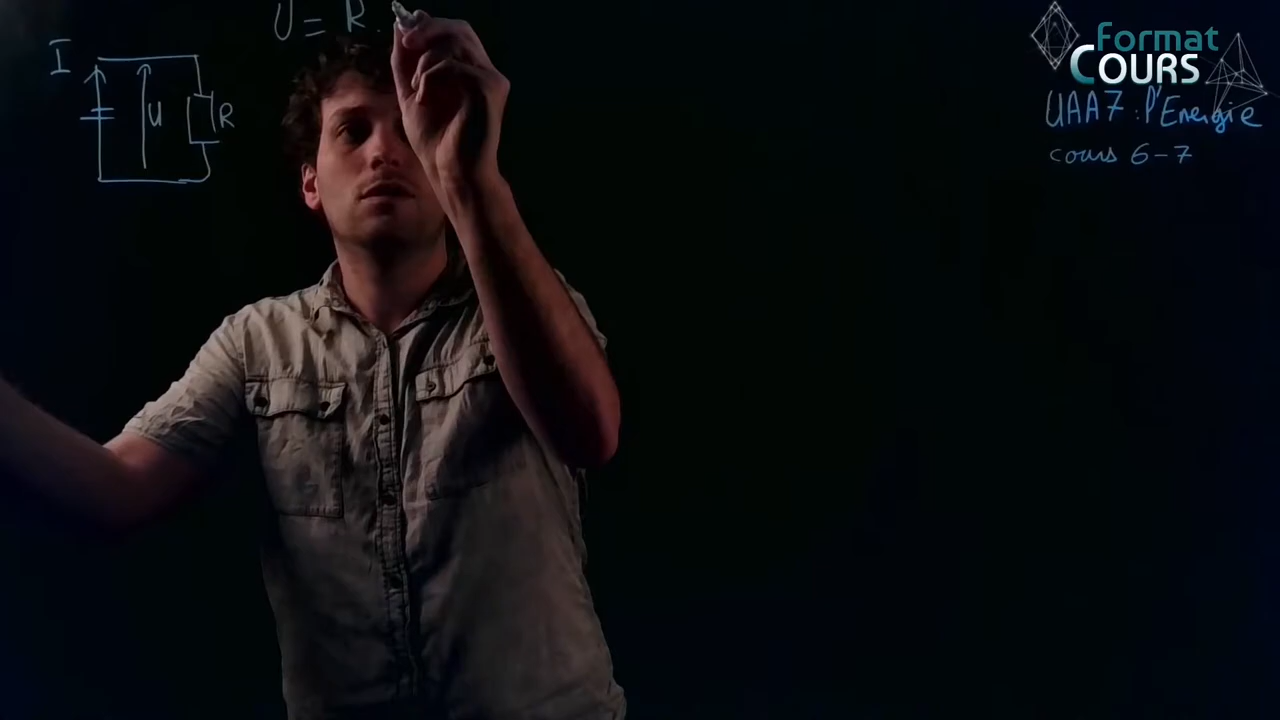 U = R .
I
U
R
Format
COURS
UAA7 : l'Energie
cours 6-7